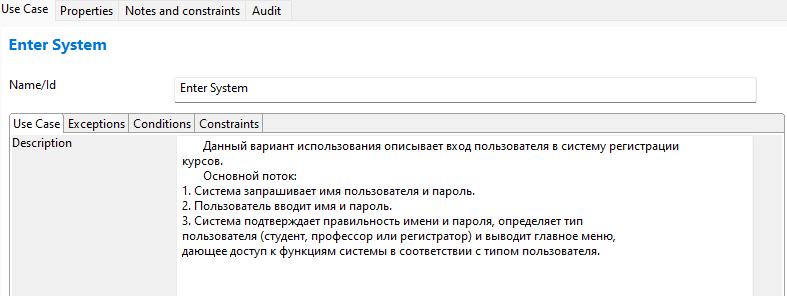 Use Case Properties Notes and constraints Audit
Enter System
Name/Id Enter System
Use Case Exceptions Conditions Constraints
Description Данный вариант использования описывает вход пользователя в систему регистрации
курсов.
Основной поток:
1. Система запрашивает имя пользователя и пароль.
2. Пользователь вводит имя и пароль.
3. Система подтверждает правильность имени и пароля, определяет тип
пользователя (студент, профессор или регистратор) и выводит главное меню,
дающее доступ к функциям системы в соответствии с типом пользователя.